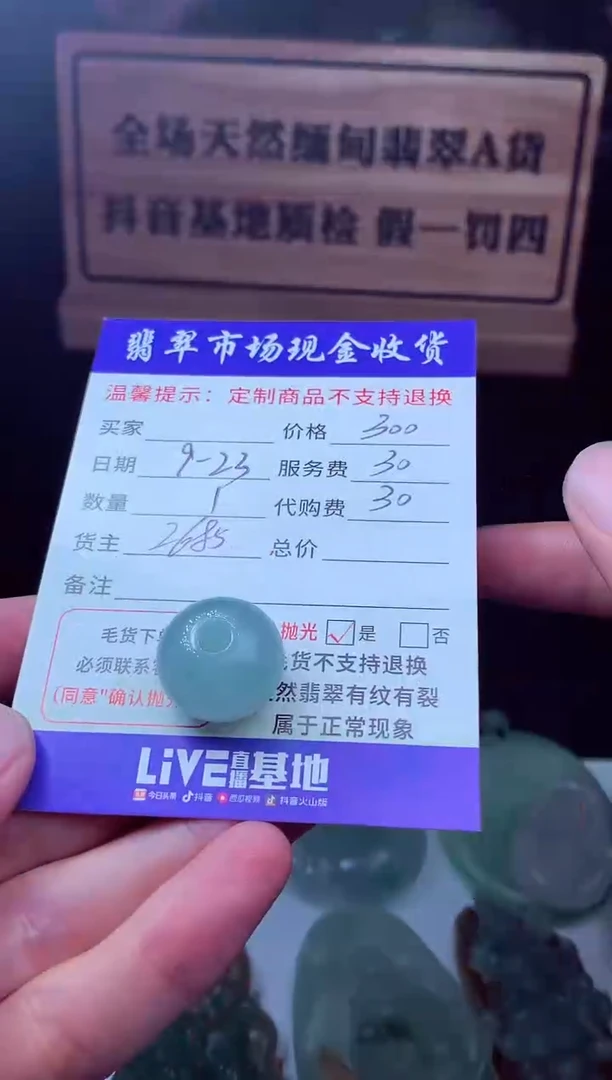 全场天然缅甸翡翠A货
抖音基地质检 假一罚四
翡翠市场现金收货
温馨提示：定制商品不支持退换
买家 价格 300
日期 9-23 服务费 30
数量 1 代购费 30
货主 2685 总价
备注
毛货下 抛光 是 否
必须联系 货不支持退换
(同意"确认抛 然翡翠有纹有裂
属于正常现象
LiVE直播基地
今日头条 抖音 西瓜视频 抖音火山版